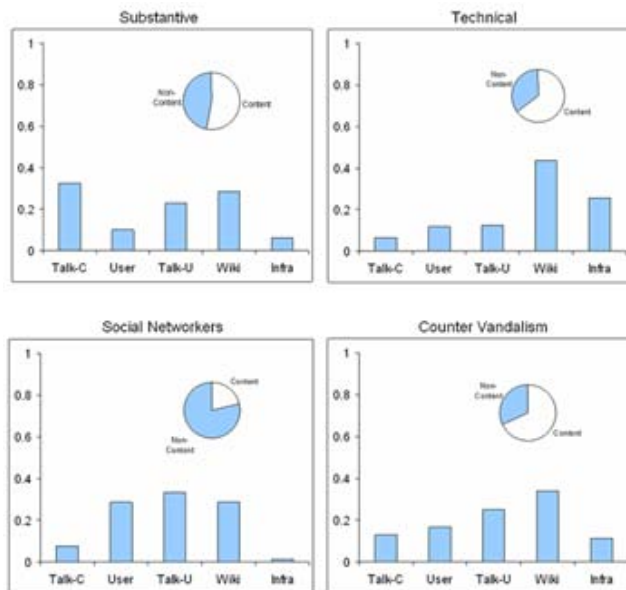 Substantive
1
0.8
0.6
0.4
0.2
0
Non-
Content
Content
Talk-C User Talk-U Wiki Infra
Technical
1
0.8
0.6
0.4
0.2
0
Non-
Content
Content
Talk-C User Talk-U Wiki Infra
Social Networkers
1
0.8
0.6
0.4
0.2
0
Content
Non-
Content
Talk-C User Talk-U Wiki Infra
Counter Vandalism
1
0.8
0.6
0.4
0.2
0
Non-
Content
Content
Talk-C User Talk-U Wiki Infra